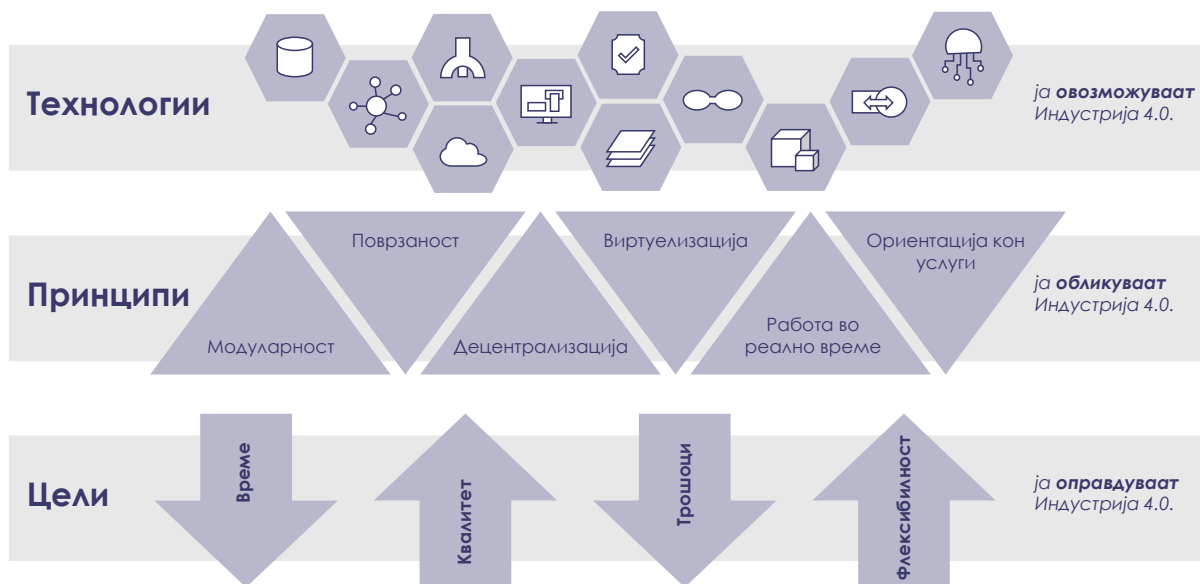 Технологии
ја овозможуваат
Индустрија 4.0.
Поврзаност
Виртуелизација
Ориентација кон
услуги
Принципи
ја обликуваат
Индустрија 4.0.
Модуларност
Децентрализација
Работа во
реално време
Цели
Време
Квалитет
Трошоци
Флексибилност
ја оправдуваат
Индустрија 4.0.